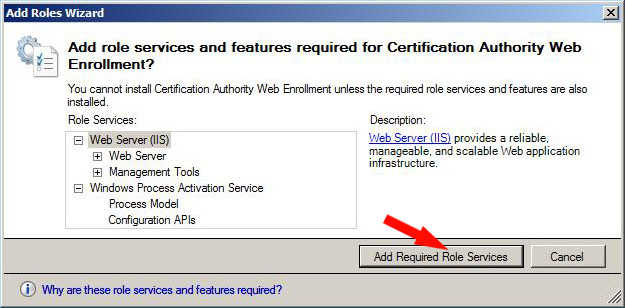 Add Roles Wizard
Add role services and features required for Certification Authority Web
Enrollment?
You cannot install Certification Authority Web Enrollment unless the required role services and features are also
installed.
Role Services:
Web Server (IIS)
Web Server
Management Tools
Windows Process Activation Service
Process Model
Configuration APIs
Description:
Web Server (IIS) provides a reliable,
manageable, and scalable Web application
infrastructure.
Add Required Role Services
Cancel
Why are these role services and features required?